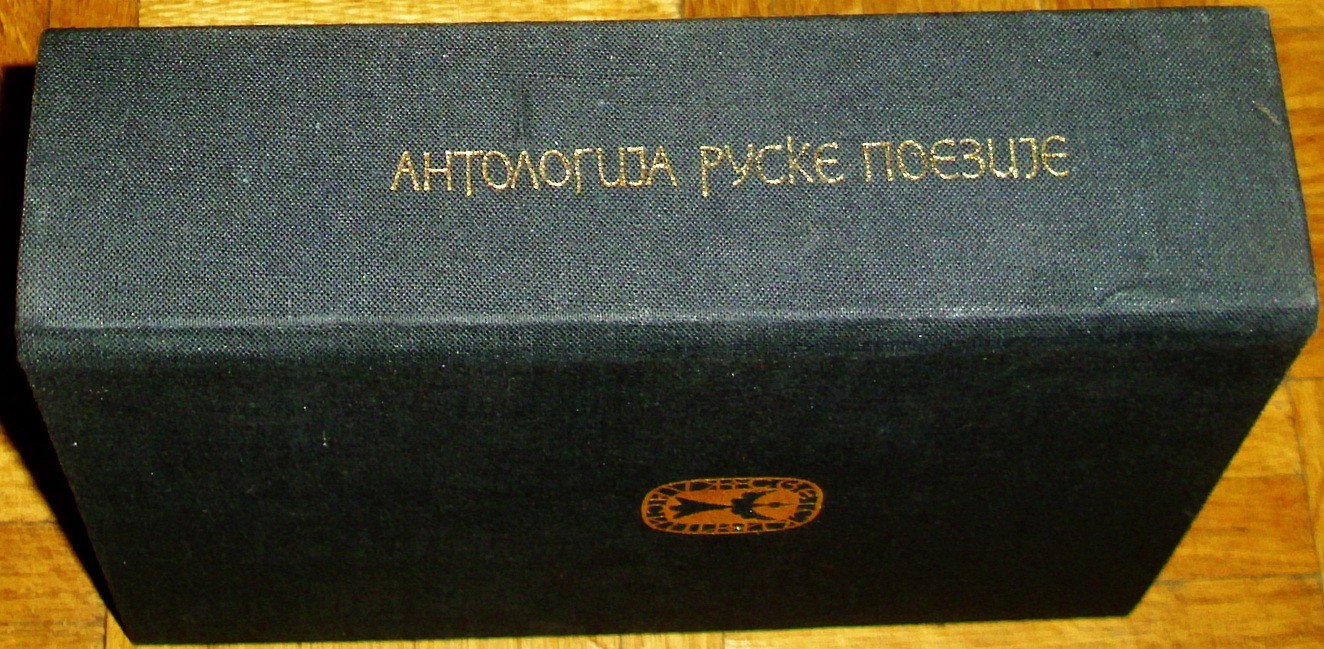 АНТОЛОГИЈА РУСКЕ ПОЕЗИЈЕ